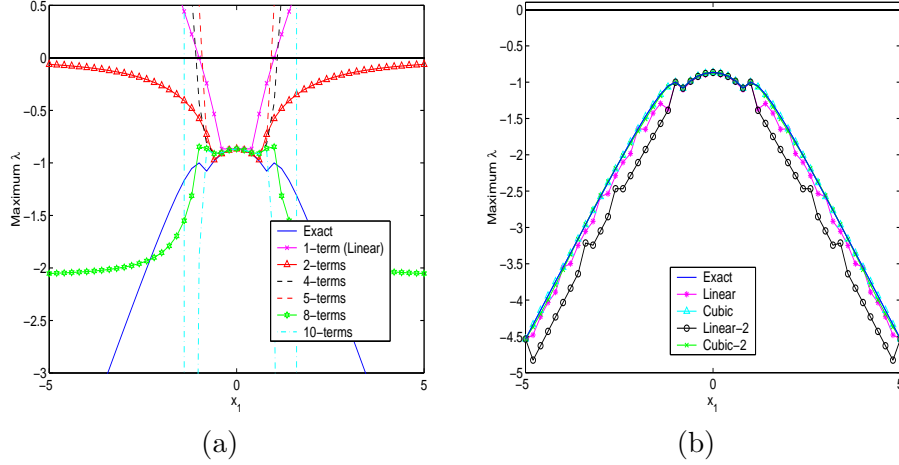 0.5
0
−0.5
−1
−1.5
−2
−2.5
−3
Maximum λ
−5
0
5
x1
Exact
1−term (Linear)
2−terms
4−terms
5−terms
8−terms
10−terms
(a)
0
−0.5
−1
−1.5
−2
−2.5
−3
−3.5
−4
−4.5
−5
Maximum λ
−5
0
5
x1
Exact
Linear
Cubic
Linear−2
Cubic−2
(b)